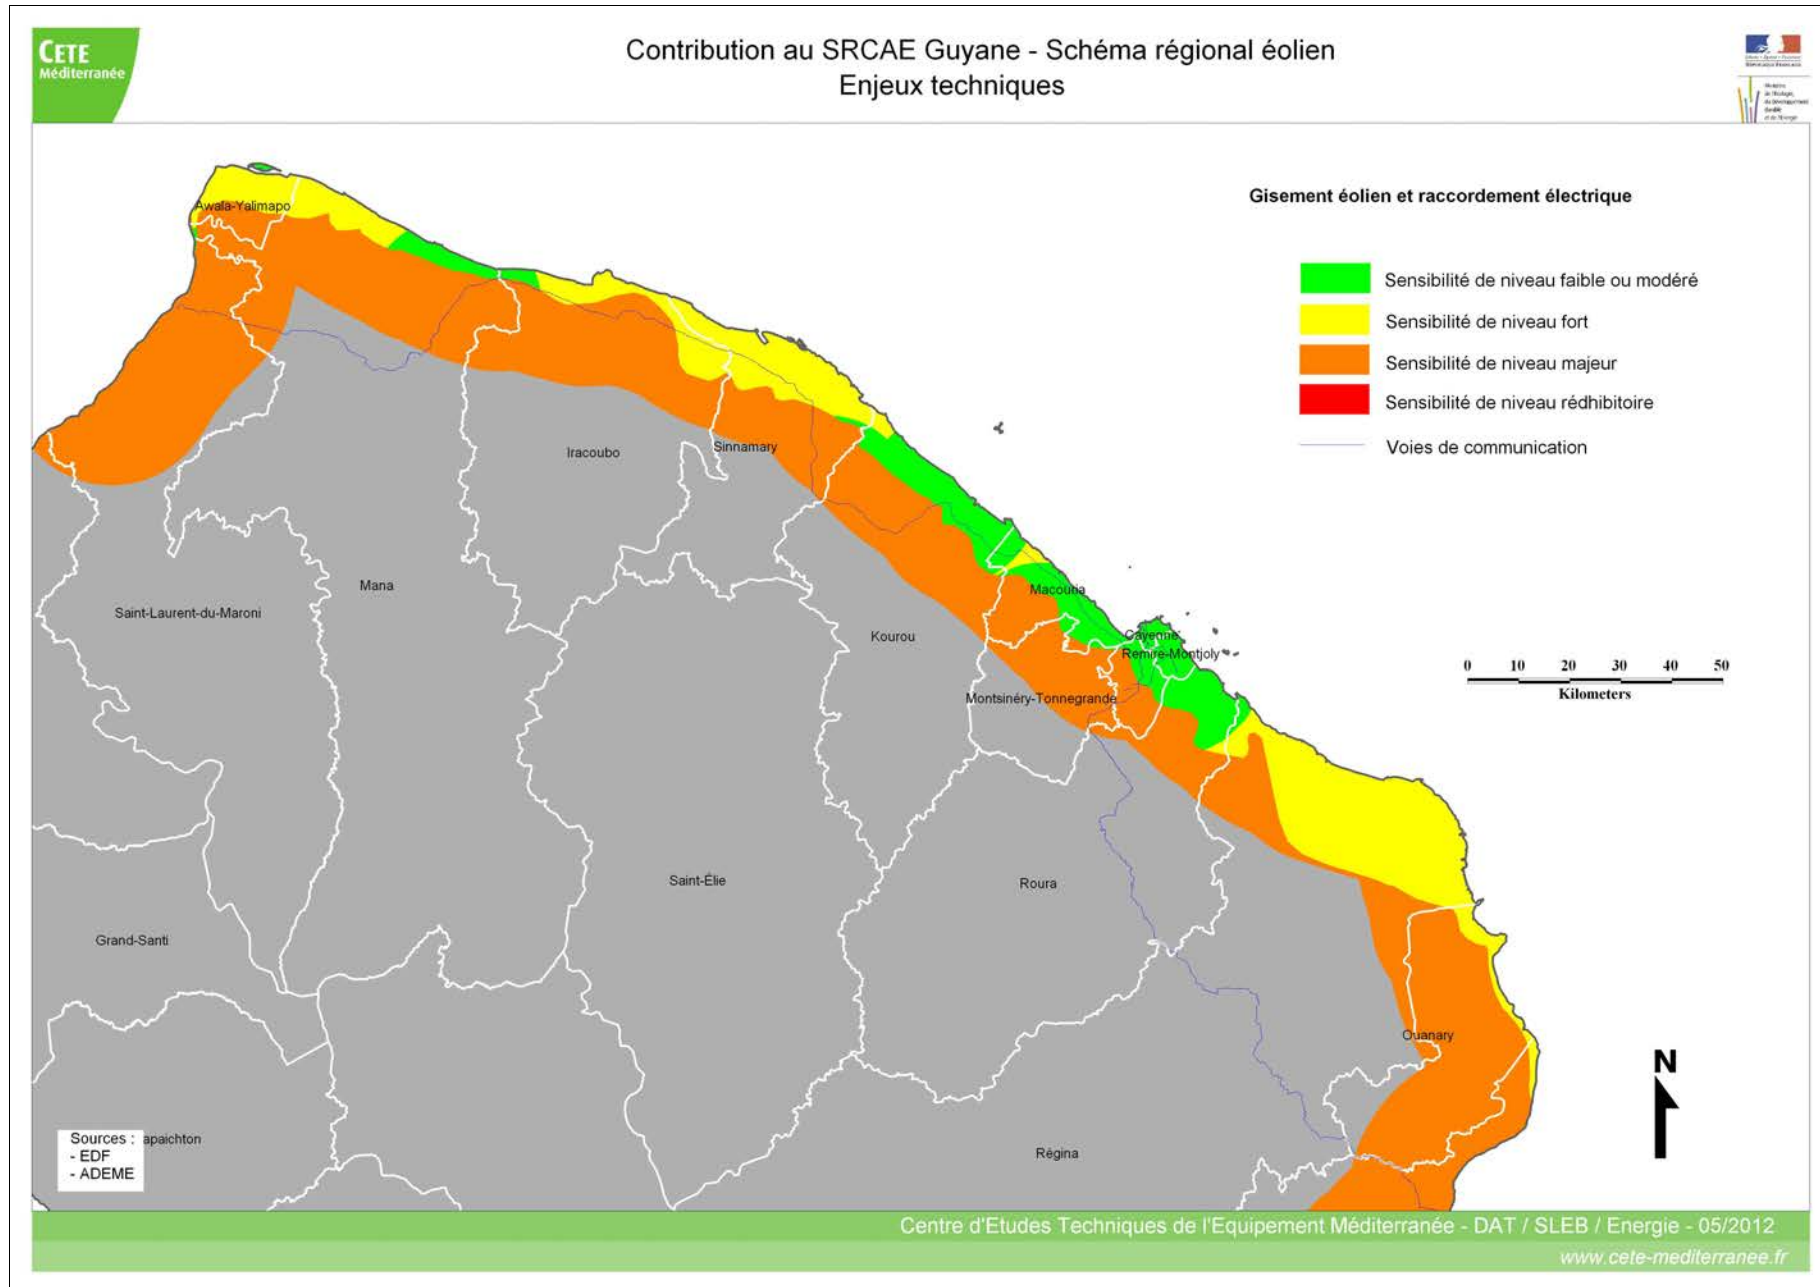 CETE
Méditerranée
Contribution au SRCAE Guyane - Schéma régional éolien
Enjeux techniques
Gisement éolien et raccordement électrique
Sensibilité de niveau faible ou modéré
Sensibilité de niveau fort
Sensibilité de niveau majeur
Sensibilité de niveau rédhibitoire
Voies de communication
Awala-Yalimapo
Iracoubo
Sinnamary
Mana
Saint-Laurent-du-Maroni
Macouria
Kourou
Cayenne
Remire-Montjoly
Montsinéry-Tonnegrande
0 10 20 30 40 50
Kilometers
Saint-Élie
Roura
Grand-Santi
Ouanary
N
Sources :
- EDF
- ADEME
apaichton
Régina
Centre d'Etudes Techniques de l'Equipement Méditerranée - DAT / SLEB / Energie - 05/2012
www.cete-mediterranee.fr